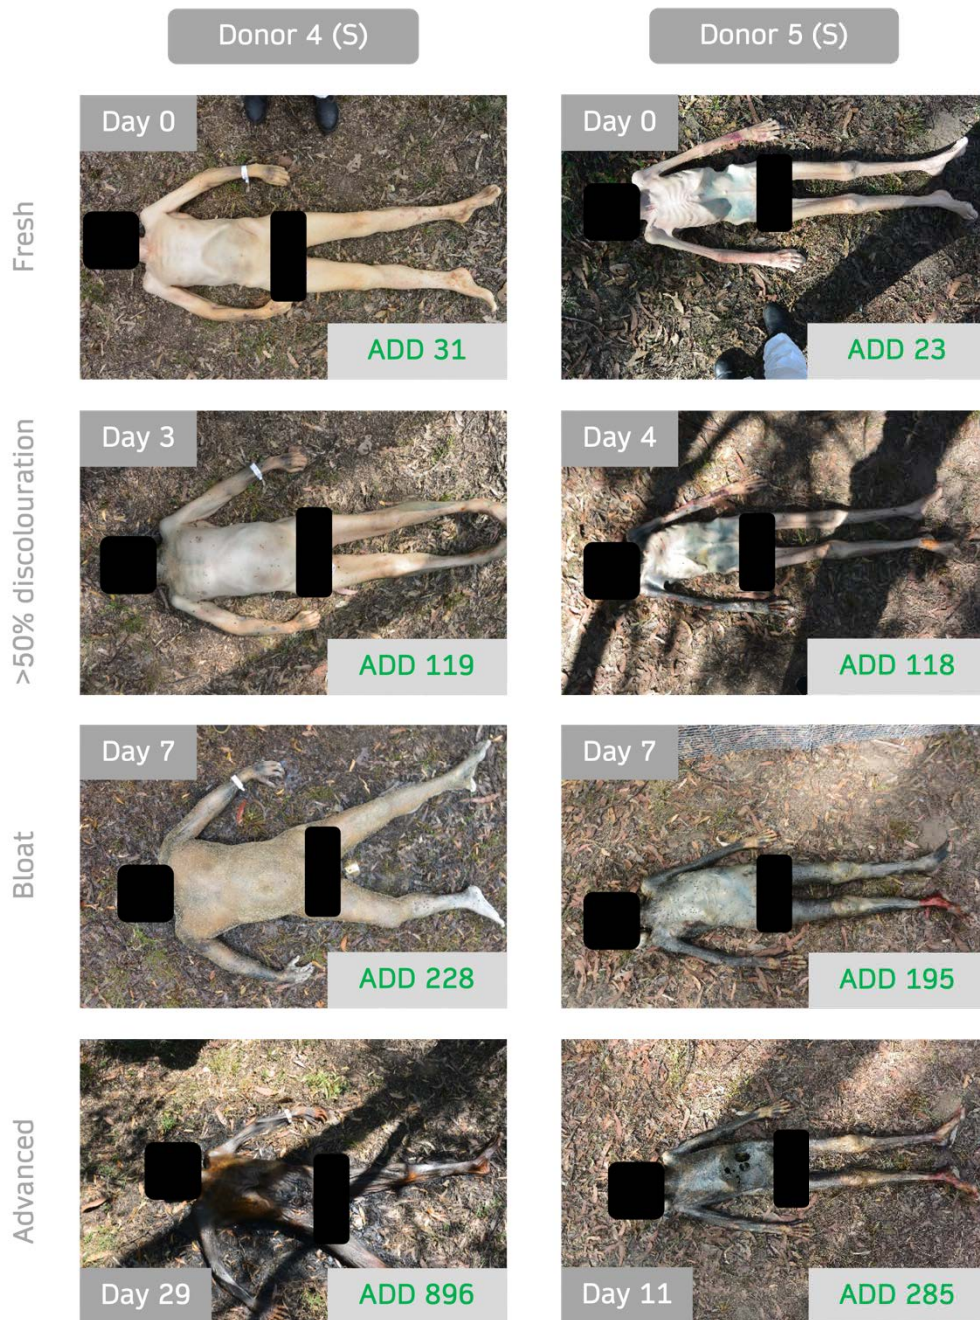 Donor 4 (S)
Donor 5 (S)
Fresh
Day 0
ADD 31
Day 0
ADD 23
>50% discolouration
Day 3
ADD 119
Day 4
ADD 118
Bloat
Day 7
ADD 228
Day 7
ADD 195
Advanced
Day 29
ADD 896
Day 11
ADD 285